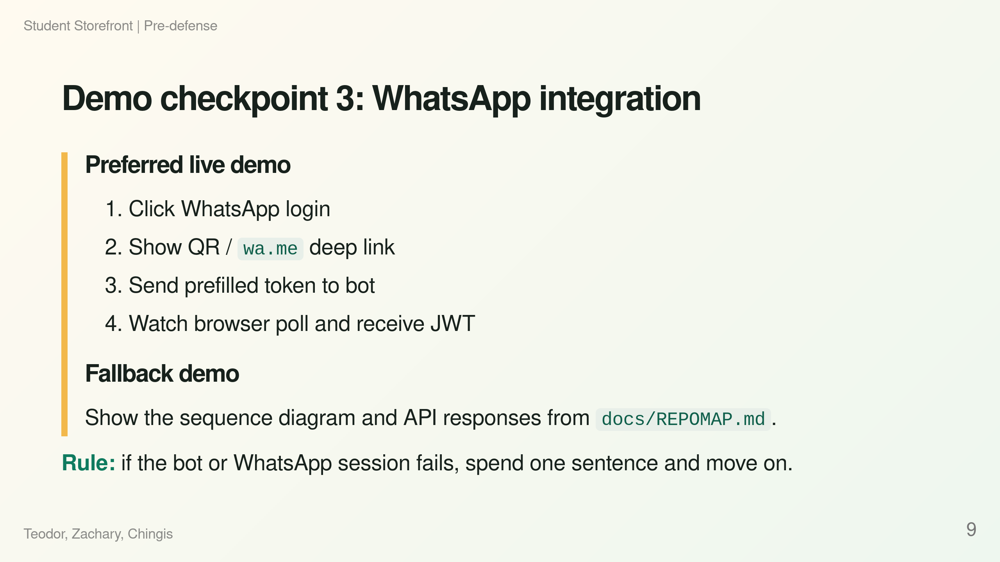 Student Storefront | Pre-defense
Demo checkpoint 3: WhatsApp integration
Preferred live demo
1. Click WhatsApp login
2. Show QR / wa.me deep link
3. Send prefilled token to bot
4. Watch browser poll and receive JWT
Fallback demo
Show the sequence diagram and API responses from docs/REPOMAP.md.
Rule: if the bot or WhatsApp session fails, spend one sentence and move on.
Teodor, Zachary, Chingis
9